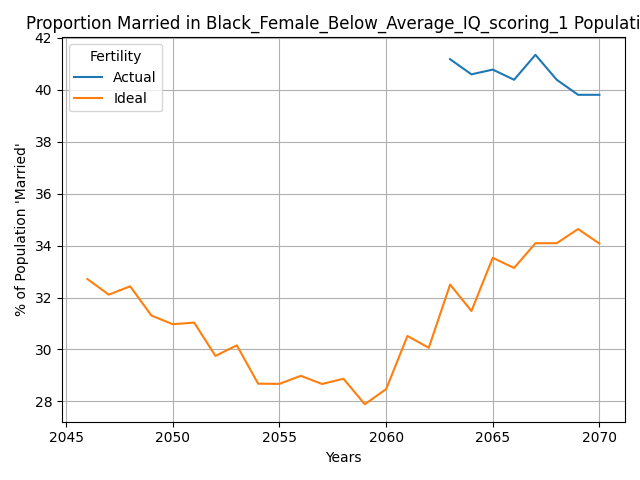 Proportion Married in Black_Female_Below_Average_IQ_scoring_1 Populati
42
40
38
36
34
32
30
28
% of Population 'Married'
Fertility
Actual
Ideal
2045
2050
2055
2060
2065
2070
Years